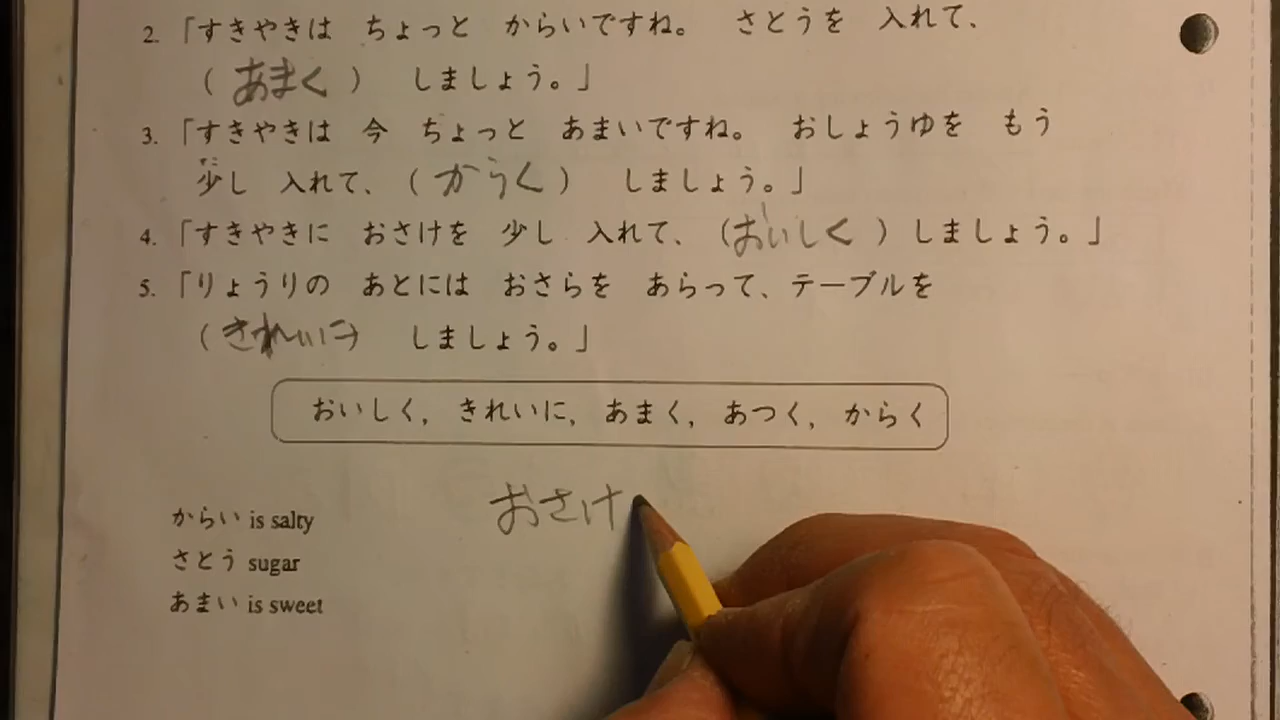 2. 「すきやきは ちょっと からいですね。 さとうを 入れて、
( あまく ) しましょう。」
3. 「すきやきは 今 ちょっと あまいですね。 おしょうゆを もう
すこ
少し 入れて、 ( からく ) しましょう。」
4. 「すきやきに おさけを 少し 入れて、 (おいしく ) しましょう。」
5. 「りょうりの あとには おさらを あらって、テーブルを
( きれいに) しましょう。」
おいしく, きれいに, あまく, あつく, からく
おさけ
からい is salty
さとう sugar
あまい is sweet